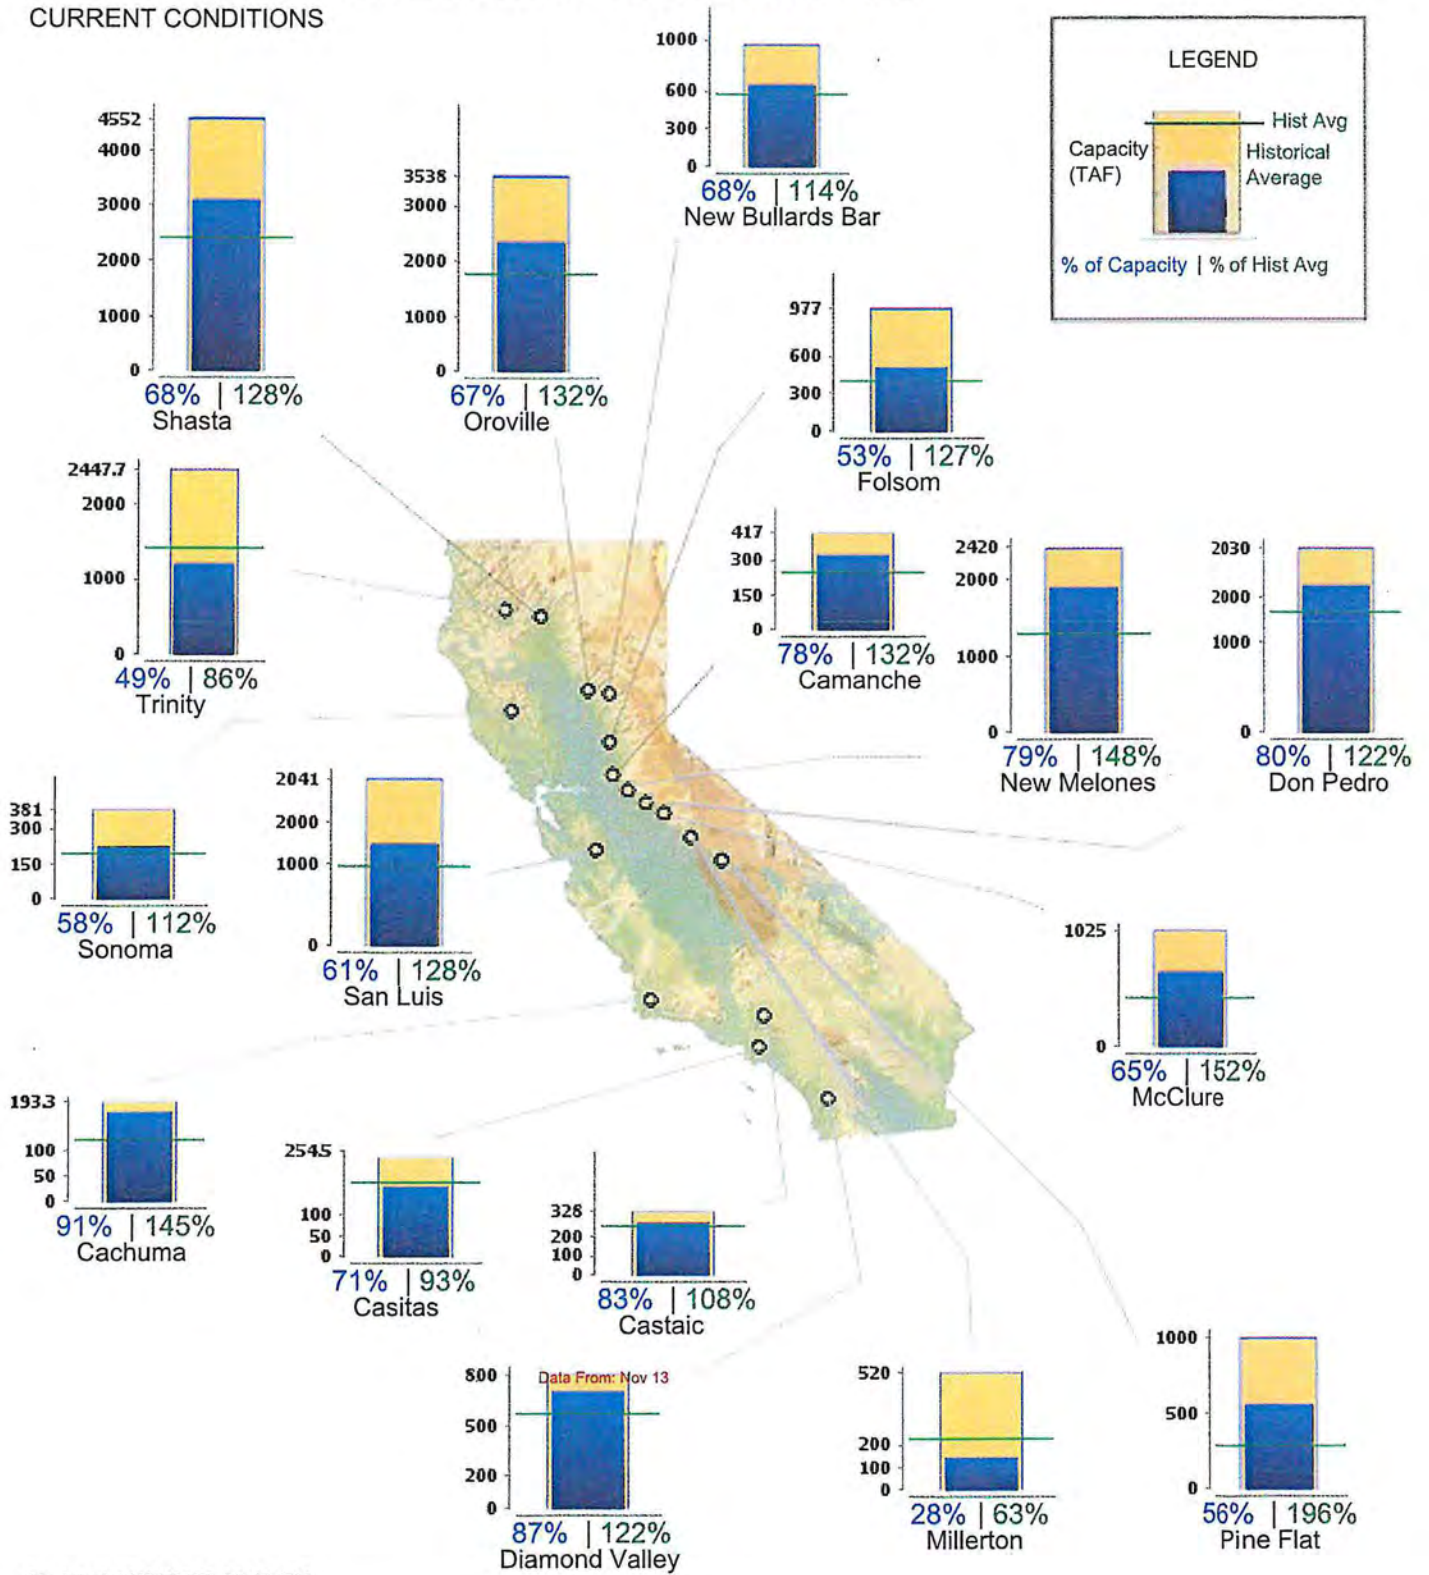 CURRENT CONDITIONS
LEGEND
Hist Avg
Capacity
(TAF)
Historical
Average
% of Capacity | % of Hist Avg
1000
600
300
0
68% | 114%
New Bullards Bar
4552
4000
3000
2000
1000
0
68% | 128%
Shasta
3538
3000
2000
1000
0
67% | 132%
Oroville
977
600
300
0
53% | 127%
Folsom
2447.7
2000
1000
0
49% | 86%
Trinity
417
300
150
0
78% | 132%
Camanche
2420
2000
1000
0
79% | 148%
New Melones
2030
2000
1000
0
80% | 122%
Don Pedro
381
300
150
0
58% | 112%
Sonoma
2041
2000
1000
0
61% | 128%
San Luis
1025
0
65% | 152%
McClure
193.3
100
50
0
91% | 145%
Cachuma
254.5
100
50
0
71% | 93%
Casitas
328
200
100
0
83% | 108%
Castaic
800
500
200
0
Data From: Nov 13
87% | 122%
Diamond Valley
520
200
100
0
28% | 63%
Millerton
1000
500
0
56% | 196%
Pine Flat